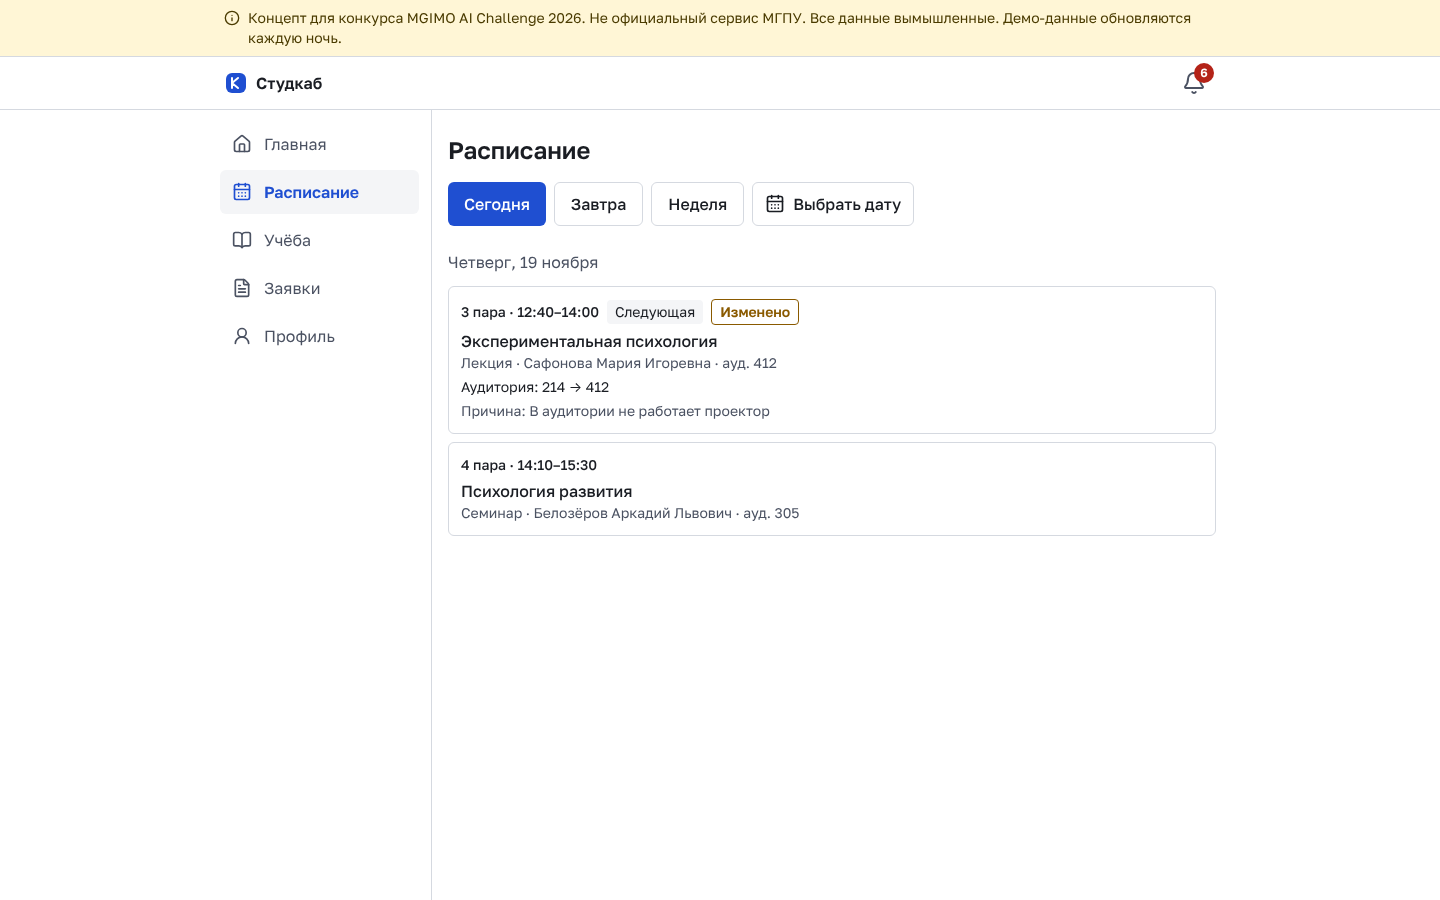 Концепт для конкурса MGIMO AI Challenge 2026. Не официальный сервис МГПУ. Все данные вымышленные. Демо-данные обновляются
каждую ночь.
Студкаб
6
Главная
Расписание
Учёба
Заявки
Профиль
Расписание
Сегодня
Завтра
Неделя
Выбрать дату
Четверг, 19 ноября
3 пара · 12:40–14:00 Следующая Изменено
Экспериментальная психология
Лекция · Сафонова Мария Игоревна · ауд. 412
Аудитория: 214 → 412
Причина: В аудитории не работает проектор
4 пара · 14:10–15:30
Психология развития
Семинар · Белозёров Аркадий Львович · ауд. 305